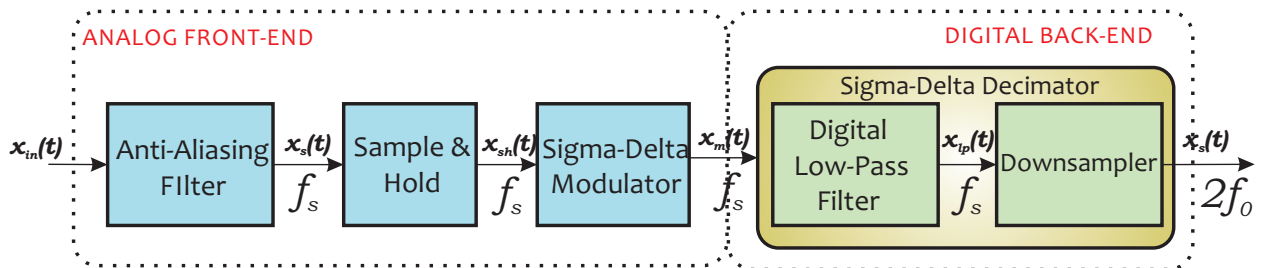 ANALOG FRONT-END
DIGITAL BACK-END
Sigma-Delta Decimator
x_in(t)
Anti-Aliasing
FIlter
x_s(t)
f_s
Sample &
Hold
x_sh(t)
f_s
Sigma-Delta
Modulator
x_m(t)
f_s
Digital
Low-Pass
Filter
x_lp(t)
f_s
Downsampler
x_s(t)
2f_0